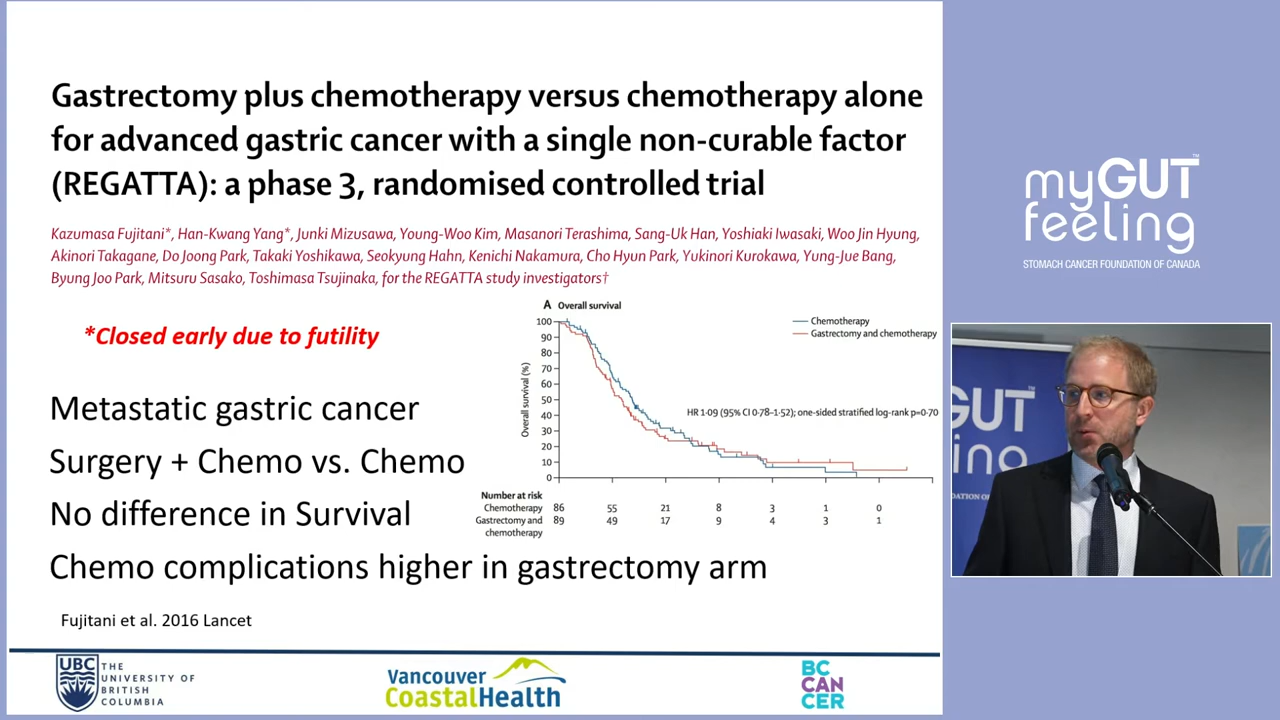 Gastrectomy plus chemotherapy versus chemotherapy alone
for advanced gastric cancer with a single non-curable factor
(REGATTA): a phase 3, randomised controlled trial
Kazumasa Fujitani*, Han-Kwang Yang*, Junki Mizusawa, Young-Woo Kim, Masanori Terashima, Sang-Uk Han, Yoshiaki Iwasaki, Woo Jin Hyung,
Akinori Takagane, Do Joong Park, Takaki Yoshikawa, Seokyung Hahn, Kenichi Nakamura, Cho Hyun Park, Yukinori Kurokawa, Yung-Jue Bang,
Byung Joo Park, Mitsuru Sasako, Toshimasa Tsujinaka, for the REGATTA study investigators†
*Closed early due to futility
Metastatic gastric cancer
Surgery + Chemo vs. Chemo
No difference in Survival
Chemo complications higher in gastrectomy arm
A Overall survival
Chemotherapy
Gastrectomy and chemotherapy
Overall survival (%)
100
90
80
70
60
50
40
30
20
10
0
HR 1·09 (95% CI 0·78–1·52); one-sided stratified log-rank p=0·70
Number at risk
Chemotherapy 86 55 21 8 3 1 0
Gastrectomy and 89 49 17 9 4 3 1
chemotherapy
Fujitani et al. 2016 Lancet
UBC
THE
UNIVERSITY OF
BRITISH
COLUMBIA
Vancouver
CoastalHealth
BC
CAN
CER
myGUT™
feeling
STOMACH CANCER FOUNDATION OF CANADA
GUT™
ing
NDATION OF